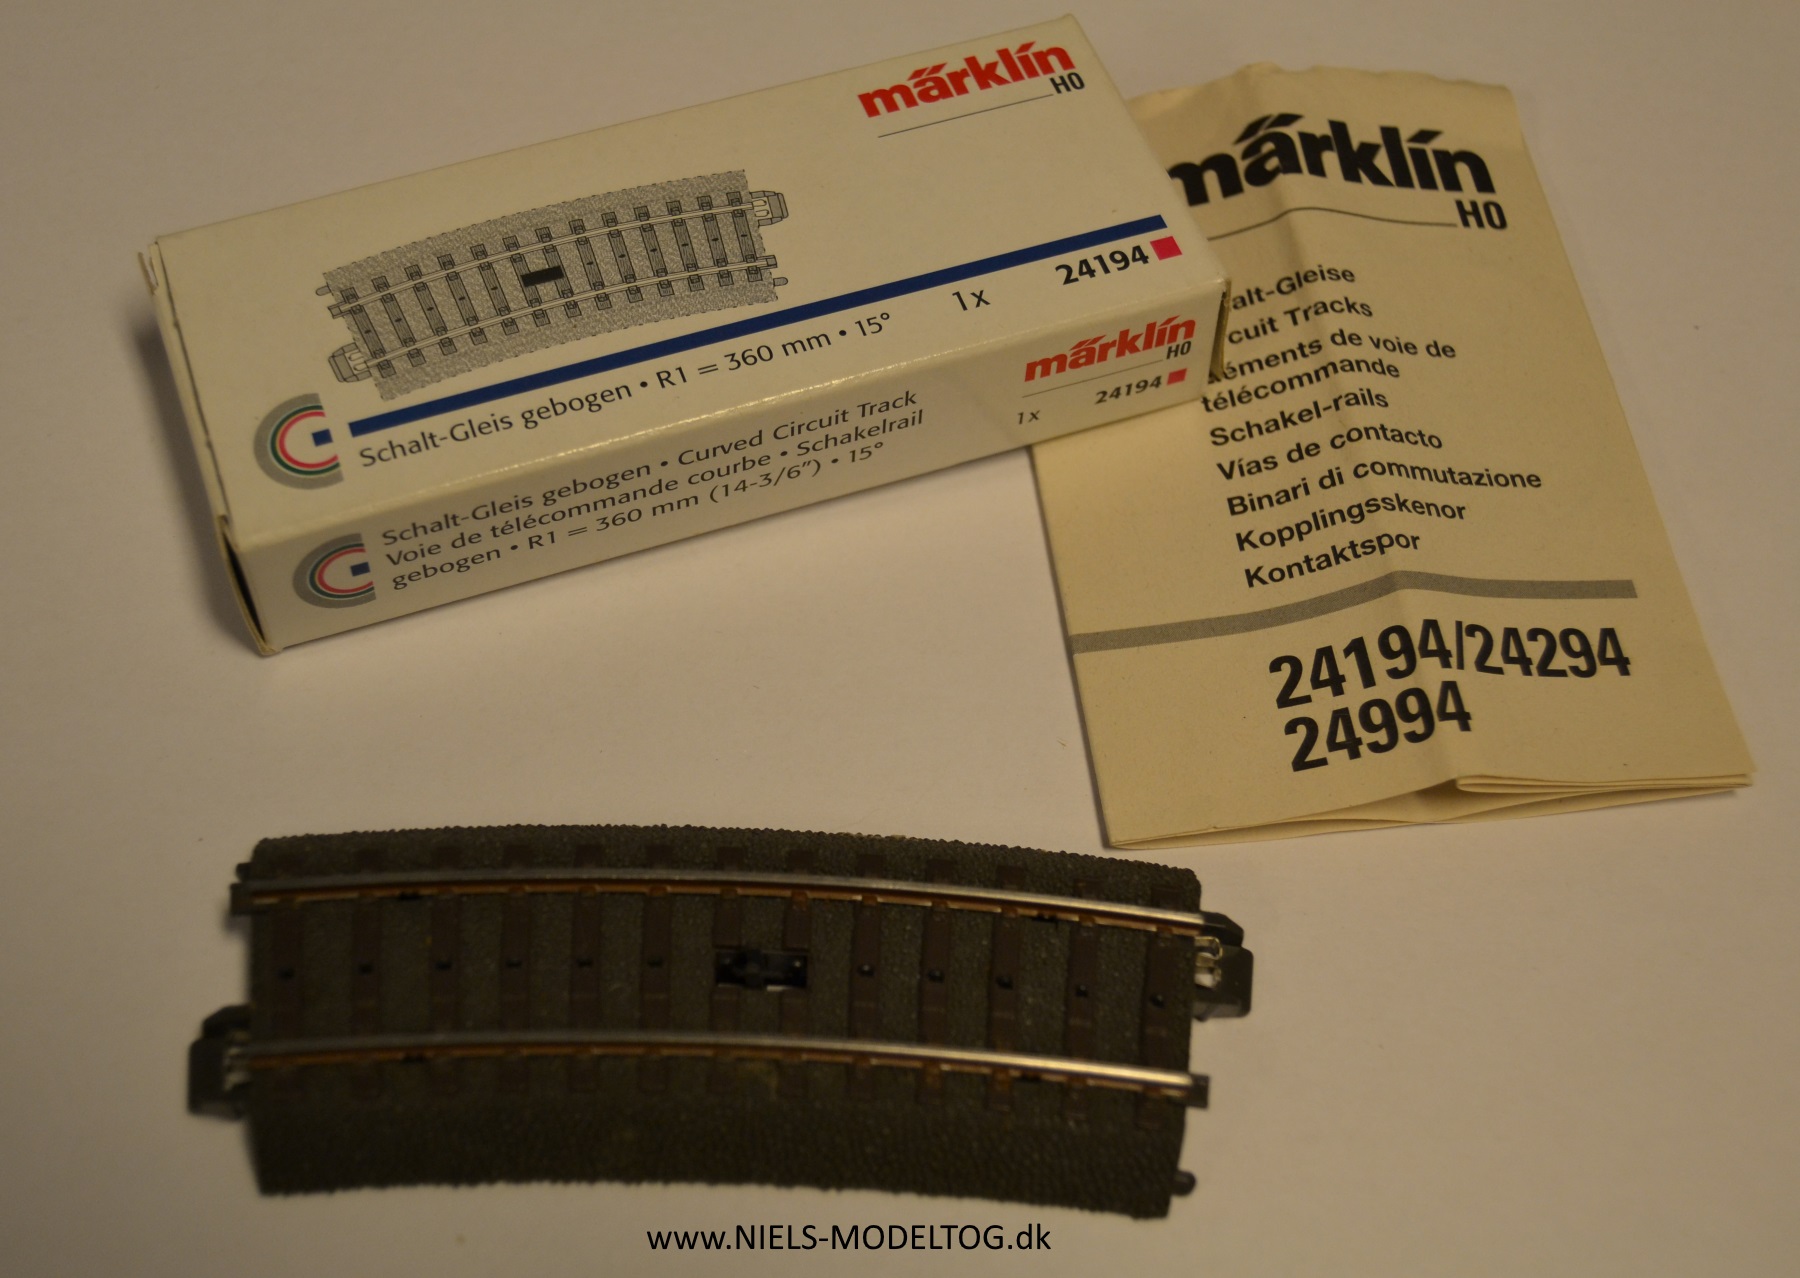 märklín
H0
24194
1x
Schalt-Gleis gebogen • R1 = 360 mm • 15°
märklín
H0
24194
1x
Schalt-Gleis gebogen • Curved Circuit Track
Voie de télécommande courbe • Schakelrail
gebogen • R1 = 360 mm (14-3/6") • 15°
märklín
H0
alt-Gleise
cuit Tracks
éments de voie de
télécommande
Schakel-rails
Vías de contacto
Binari di commutazione
Kopplingsskenor
Kontaktspor
24194/24294
24994
www.NIELS-MODELTOG.dk